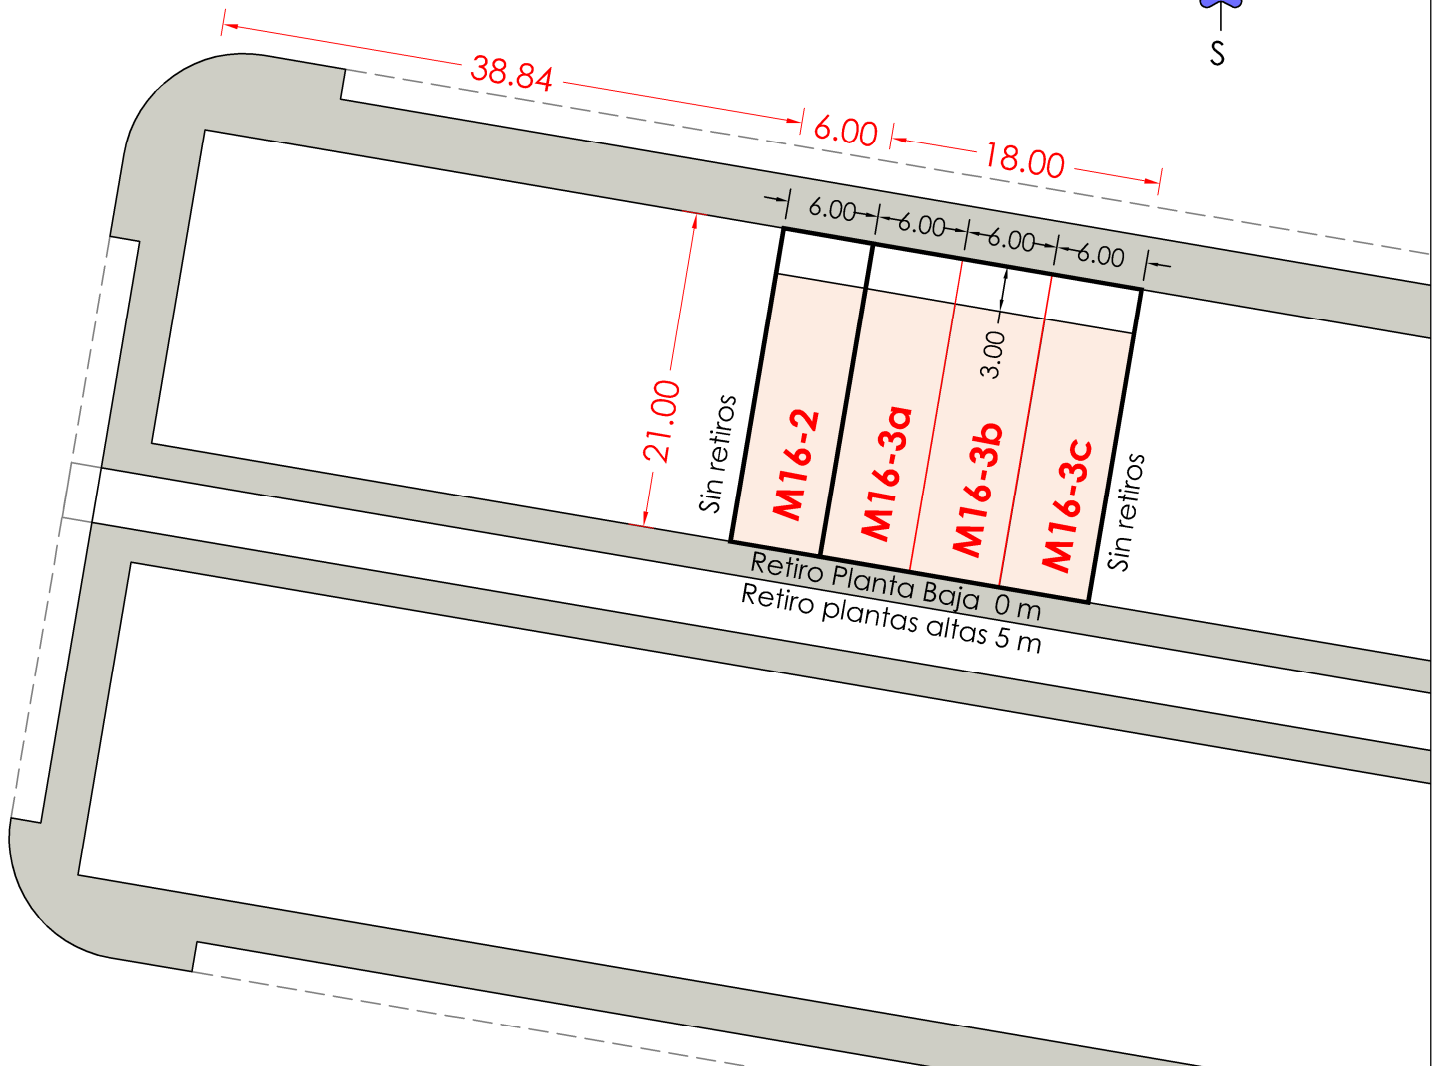 S
38.84
6.00
18.00
6.00
6.00
6.00
6.00
3.00
21.00
Sin retiros
M16-2
M16-3a
M16-3b
M16-3c
Sin retiros
Retiro Planta Baja 0 m
Retiro plantas altas 5 m